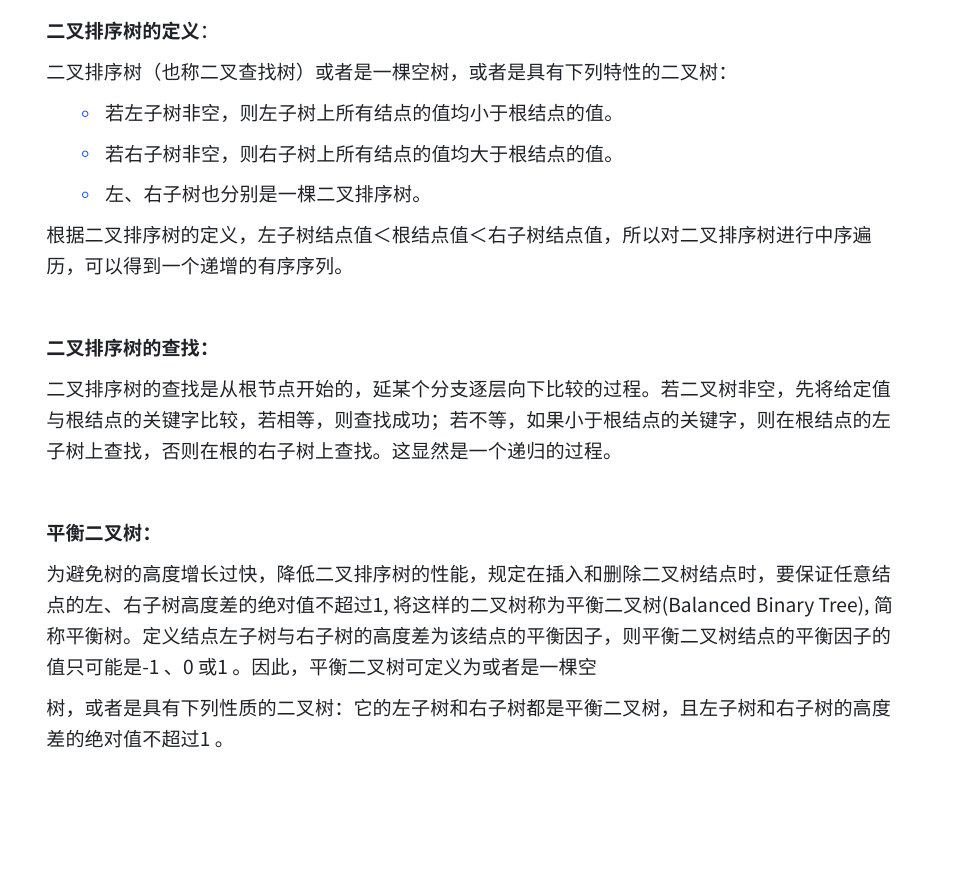 二叉排序树的定义：
二叉排序树（也称二叉查找树）或者是一棵空树，或者是具有下列特性的二叉树：
若左子树非空，则左子树上所有结点的值均小于根结点的值。
若右子树非空，则右子树上所有结点的值均大于根结点的值。
左、右子树也分别是一棵二叉排序树。
根据二叉排序树的定义，左子树结点值＜根结点值＜右子树结点值，所以对二叉排序树进行中序遍
历，可以得到一个递增的有序序列。
二叉排序树的查找：
二叉排序树的查找是从根节点开始的，延某个分支逐层向下比较的过程。若二叉树非空，先将给定值
与根结点的关键字比较，若相等，则查找成功；若不等，如果小于根结点的关键字，则在根结点的左
子树上查找，否则在根的右子树上查找。这显然是一个递归的过程。
平衡二叉树：
为避免树的高度增长过快，降低二叉排序树的性能，规定在插入和删除二叉树结点时，要保证任意结
点的左、右子树高度差的绝对值不超过1, 将这样的二叉树称为平衡二叉树(Balanced Binary Tree), 简
称平衡树。定义结点左子树与右子树的高度差为该结点的平衡因子，则平衡二叉树结点的平衡因子的
值只可能是-1 、0 或1 。因此，平衡二叉树可定义为或者是一棵空
树，或者是具有下列性质的二叉树：它的左子树和右子树都是平衡二叉树，且左子树和右子树的高度
差的绝对值不超过1 。